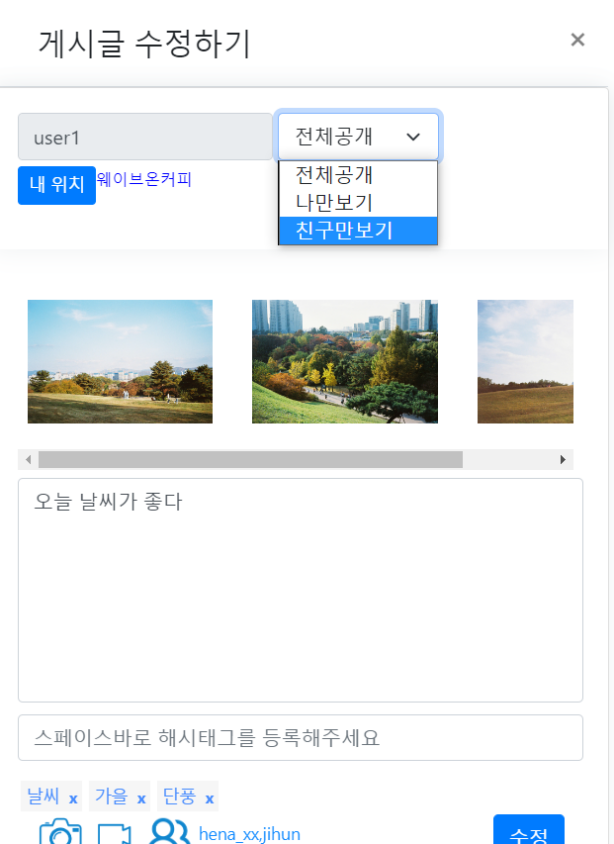 게시글 수정하기 ×
user1 전체공개
전체공개
나만보기
친구만보기
내 위치 웨이브온커피
오늘 날씨가 좋다
스페이스바로 해시태그를 등록해주세요
날씨 x 가을 x 단풍 x
hena_xx,jihun 수정